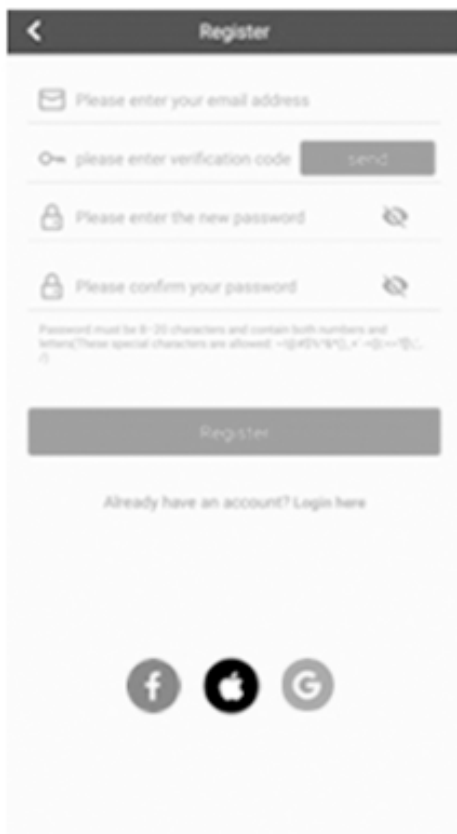 Register
Please enter your email address
please enter verification code
send
Please enter the new password
Please confirm your password
Password must be 8-20 characters and contain both numbers and
letters(These special characters are allowed:
Register
Already have an account? Login here